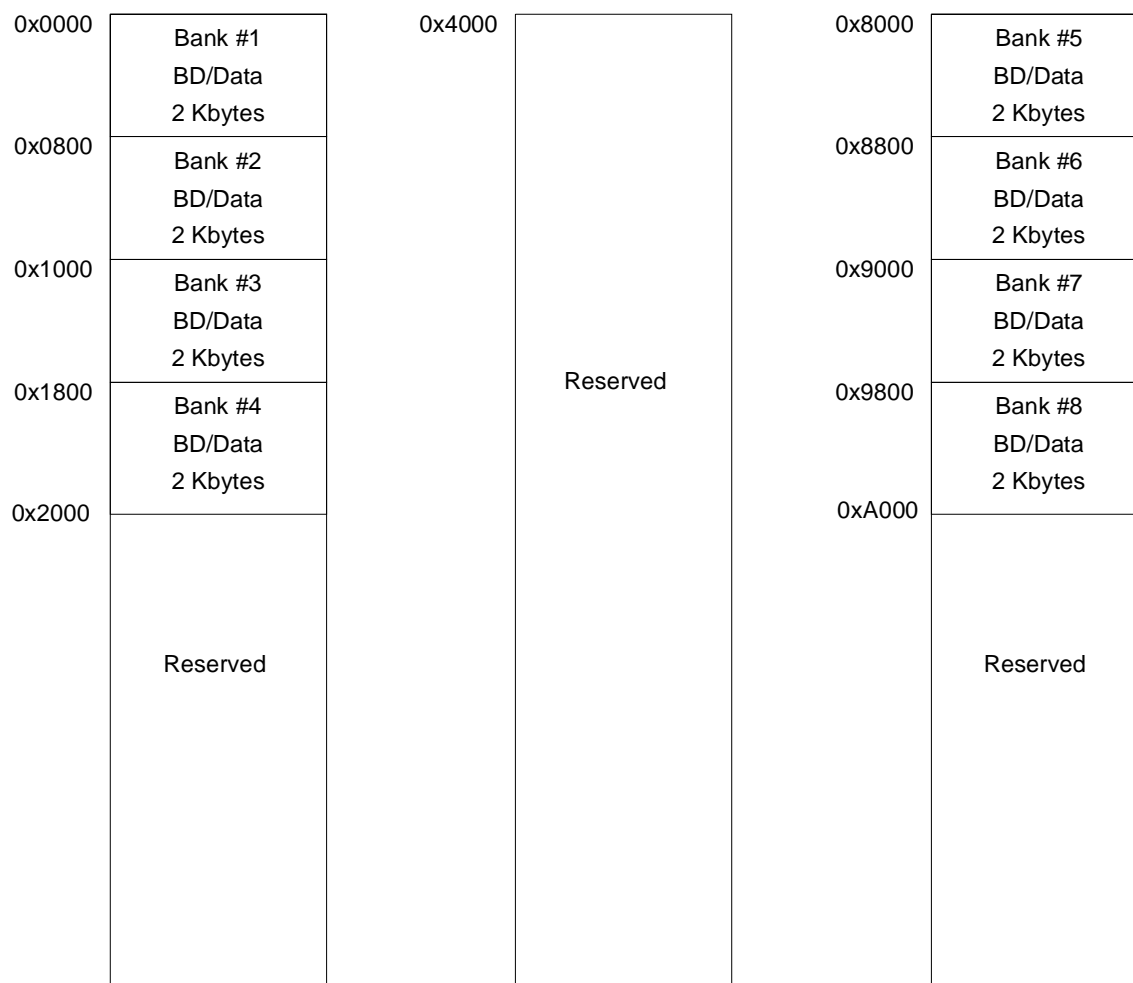 0x0000
Bank #1
BD/Data
2 Kbytes
0x0800
Bank #2
BD/Data
2 Kbytes
0x1000
Bank #3
BD/Data
2 Kbytes
0x1800
Bank #4
BD/Data
2 Kbytes
0x2000
Reserved
0x4000
Reserved
0x8000
Bank #5
BD/Data
2 Kbytes
0x8800
Bank #6
BD/Data
2 Kbytes
0x9000
Bank #7
BD/Data
2 Kbytes
0x9800
Bank #8
BD/Data
2 Kbytes
0xA000
Reserved